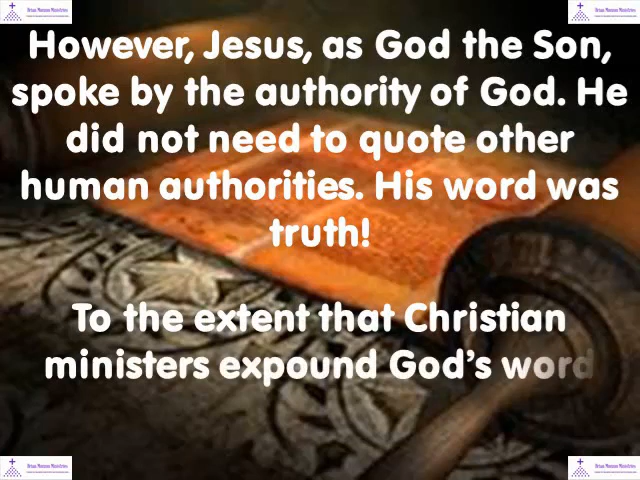 However, Jesus, as God the Son,
spoke by the authority of God. He
did not need to quote other
human authorities. His word was
truth!
To the extent that Christian
ministers expound God's word